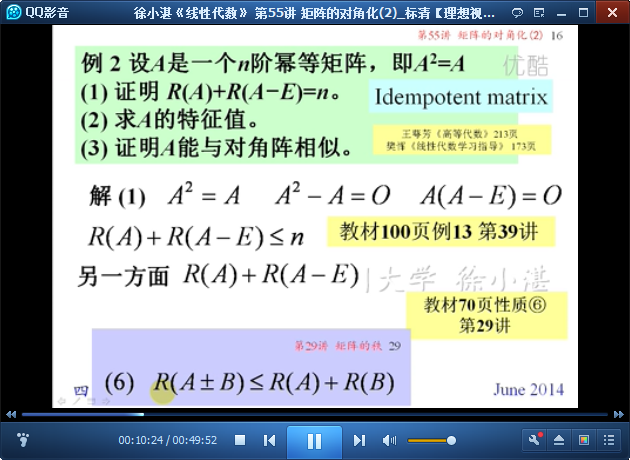 QQ影音
徐小湛《线性代数》 第55讲 矩阵的对角化(2)_标清【理想视...
第55讲 矩阵的对角化(2) 16
优酷
例 2 设A是一个n阶幂等矩阵，即A²=A
(1) 证明 R(A)+R(A−E)=n。
Idempotent matrix
(2) 求A的特征值。
王萼芳《高等代数》213页
樊恽《线性代数学习指导》 173页
(3) 证明A能与对角阵相似。
解 (1) A² = A A² − A = O A(A − E) = O
R(A) + R(A − E) ≤ n
教材100页例13 第39讲
另一方面 R(A) + R(A − E)
大学 徐小湛
教材70页性质⑥
第29讲
第29讲 矩阵的秩 29
(6) R(A ± B) ≤ R(A) + R(B)
四
June 2014
00:10:24 / 00:49:52